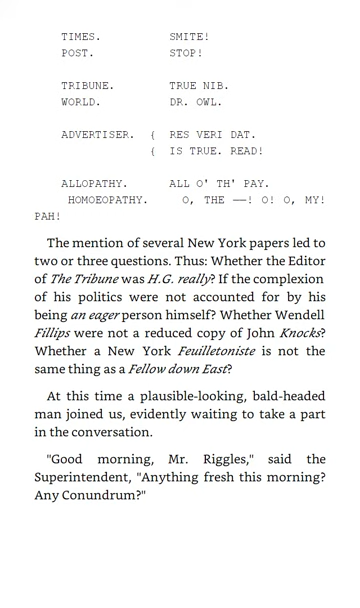 TIMES. SMITE!
POST. STOP!
TRIBUNE. TRUE NIB.
WORLD. DR. OWL.
ADVERTISER. { RES VERI DAT.
{ IS TRUE. READ!
ALLOPATHY. ALL O' TH' PAY.
HOMOEOPATHY. O, THE ——! O! O, MY!
PAH!
The mention of several New York papers led to
two or three questions. Thus: Whether the Editor
of The Tribune was H.G. really? If the complexion
of his politics were not accounted for by his
being an eager person himself? Whether Wendell
Fillips were not a reduced copy of John Knocks?
Whether a New York Feuilletoniste is not the
same thing as a Fellow down East?
At this time a plausible-looking, bald-headed
man joined us, evidently waiting to take a part
in the conversation.
"Good morning, Mr. Riggles," said the
Superintendent, "Anything fresh this morning?
Any Conundrum?"